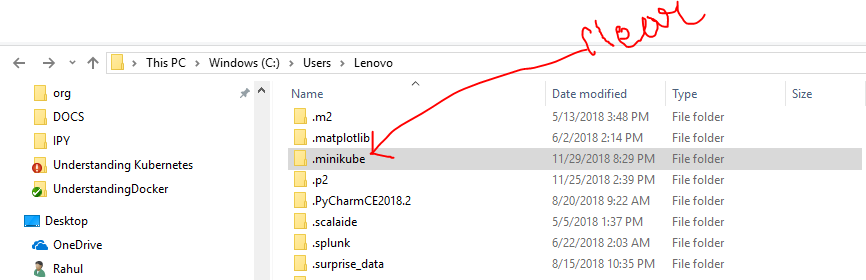 This PC > Windows (C:) > Users > Lenovo
org
DOCS
IPY
Understanding Kubernetes
UnderstandingDocker
Desktop
OneDrive
Rahul
Name Date modified Type Size
.m2 5/13/2018 3:48 PM File folder
.matplotlib 6/2/2018 2:14 PM File folder
.minikube 11/29/2018 8:29 PM File folder
.p2 11/25/2018 2:39 PM File folder
.PyCharmCE2018.2 8/20/2018 9:22 AM File folder
.scalaide 5/5/2018 1:37 PM File folder
.splunk 6/22/2018 2:03 AM File folder
.surprise_data 8/15/2018 10:35 PM File folder